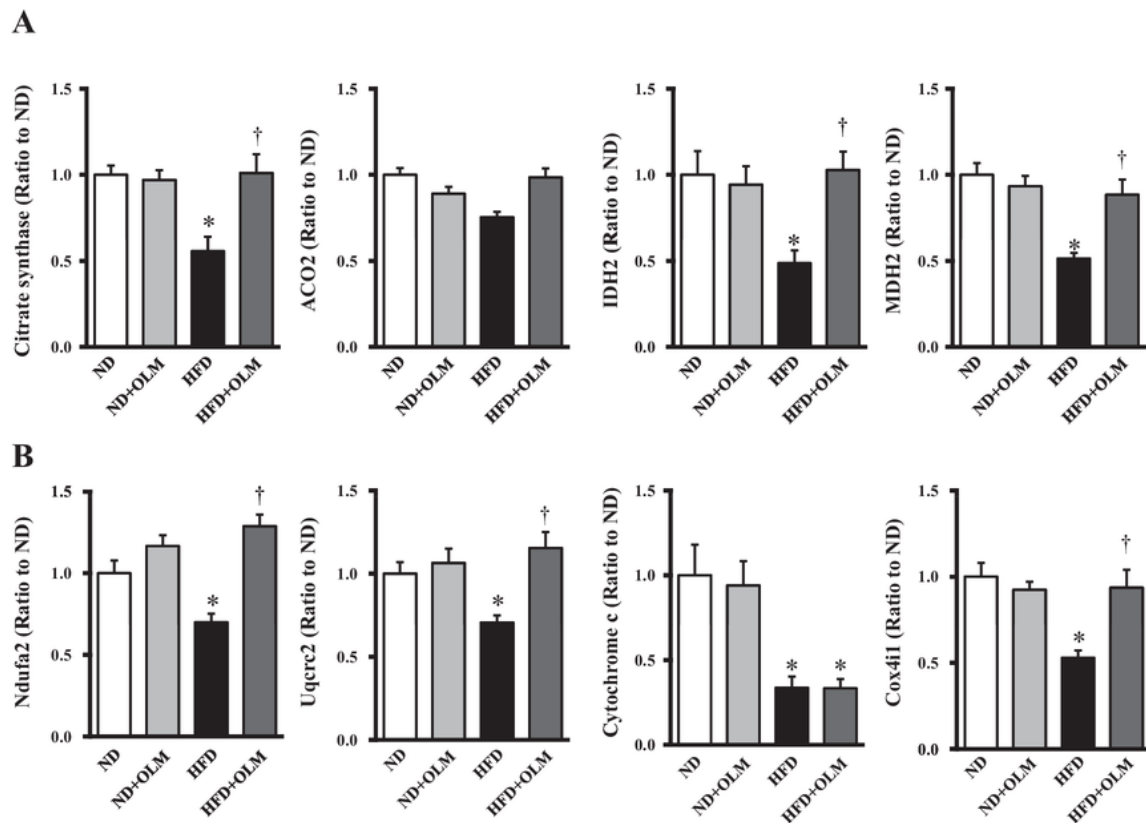 A
Citrate synthase (Ratio to ND)
1.5
1.0
0.5
0.0
*
†
ND
ND+OLM
HFD
HFD+OLM
ACO2 (Ratio to ND)
1.5
1.0
0.5
0.0
ND
ND+OLM
HFD
HFD+OLM
IDH2 (Ratio to ND)
1.5
1.0
0.5
0.0
*
†
ND
ND+OLM
HFD
HFD+OLM
MDH2 (Ratio to ND)
1.5
1.0
0.5
0.0
*
†
ND
ND+OLM
HFD
HFD+OLM
B
Ndufa2 (Ratio to ND)
1.5
1.0
0.5
0.0
*
†
ND
ND+OLM
HFD
HFD+OLM
Uqcrc2 (Ratio to ND)
1.5
1.0
0.5
0.0
*
†
ND
ND+OLM
HFD
HFD+OLM
Cytochrome c (Ratio to ND)
1.5
1.0
0.5
0.0
*
*
ND
ND+OLM
HFD
HFD+OLM
Cox4i1 (Ratio to ND)
1.5
1.0
0.5
0.0
*
†
ND
ND+OLM
HFD
HFD+OLM